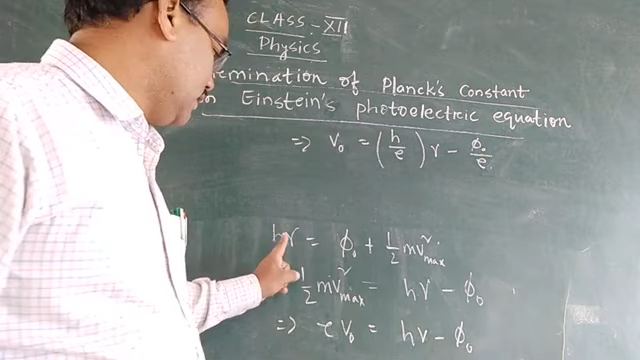 CLASS - XII
Physics
emination of Planck's Constant
Einstein's photoelectric equation
⇒ V₀ = (h/e) ν - ϕ₀/e
hν = ϕ₀ + 1/2 mv²max
1/2 mv²max = hν - ϕ₀
⇒ eV₀ = hν - ϕ₀